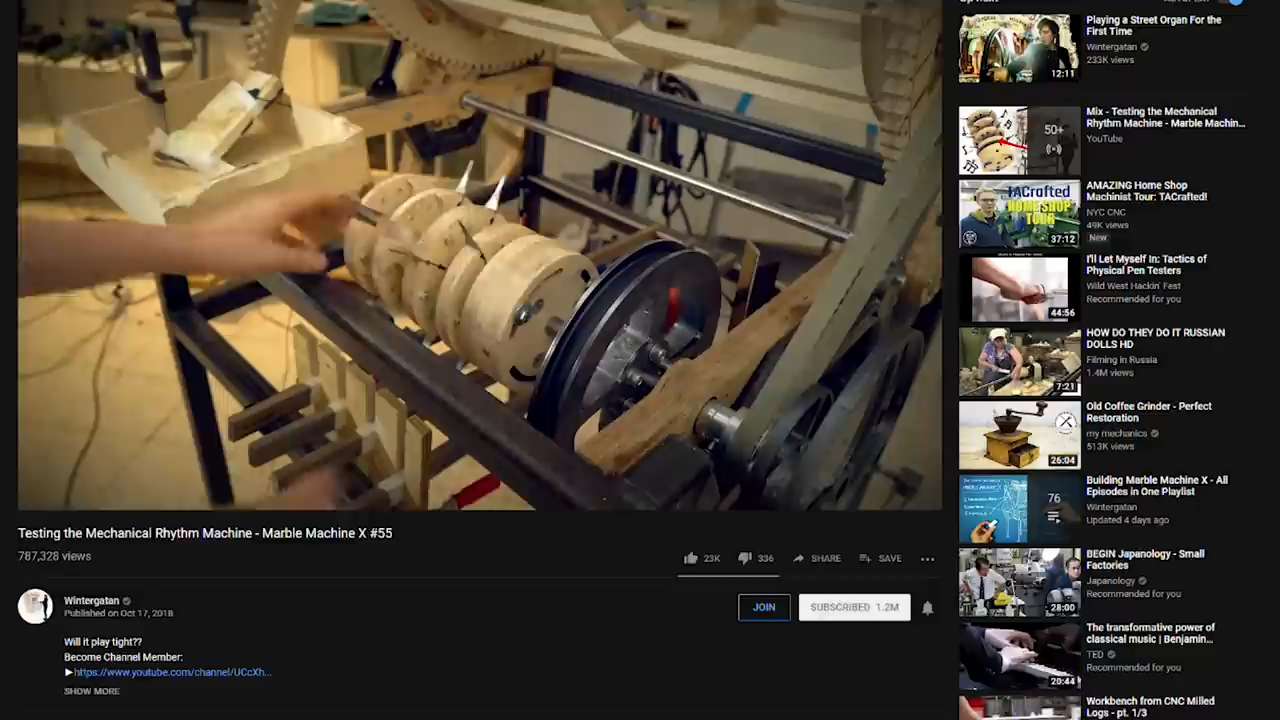 Playing a Street Organ For the
First Time
Wintergatan
233K views
12:11
Mix - Testing the Mechanical
Rhythm Machine - Marble Machin...
YouTube
50+
AMAZING Home Shop
Machinist Tour: TACrafted!
NYC CNC
49K views
New
TACrafted
HOME SHOP
TOUR
37:12
I'll Let Myself In: Tactics of
Physical Pen Testers
Wild West Hackin' Fest
Recommended for you
44:56
HOW DO THEY DO IT RUSSIAN
DOLLS HD
Filming in Russia
1.4M views
7:21
Old Coffee Grinder - Perfect
Restoration
my mechanics
513K views
26:04
Building Marble Machine X - All
Episodes in One Playlist
Wintergatan
Updated 4 days ago
76
BEGIN Japanology - Small
Factories
Japanology
Recommended for you
28:00
The transformative power of
classical music | Benjamin...
TED
Recommended for you
20:44
Workbench from CNC Milled
Logs - pt. 1/3
Testing the Mechanical Rhythm Machine - Marble Machine X #55
787,328 views
23K
336
SHARE
SAVE
Wintergatan
Published on Oct 17, 2018
JOIN
SUBSCRIBED 1.2M
Will it play tight??
Become Channel Member:
►https://www.youtube.com/channel/UCcXh...
SHOW MORE